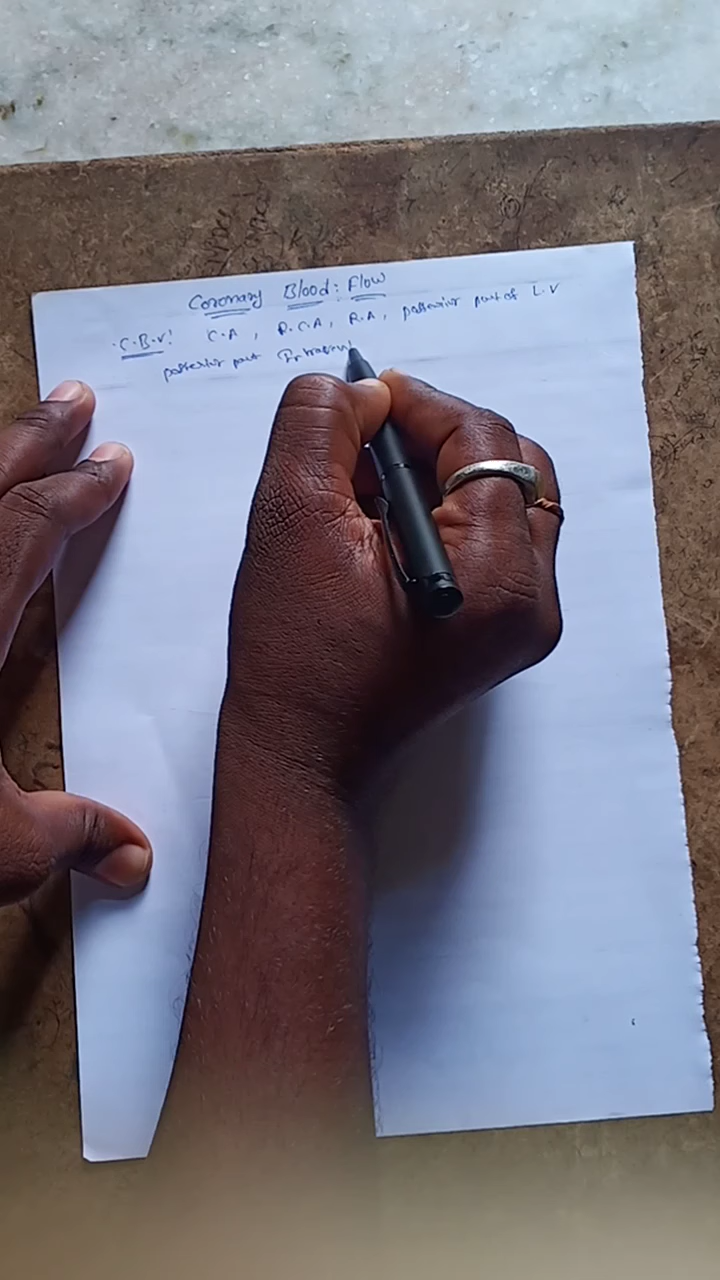 Coronary Blood: Flow
C.B.V: C.A, R.C.A, R.A, posterior part of L.V
posterior part